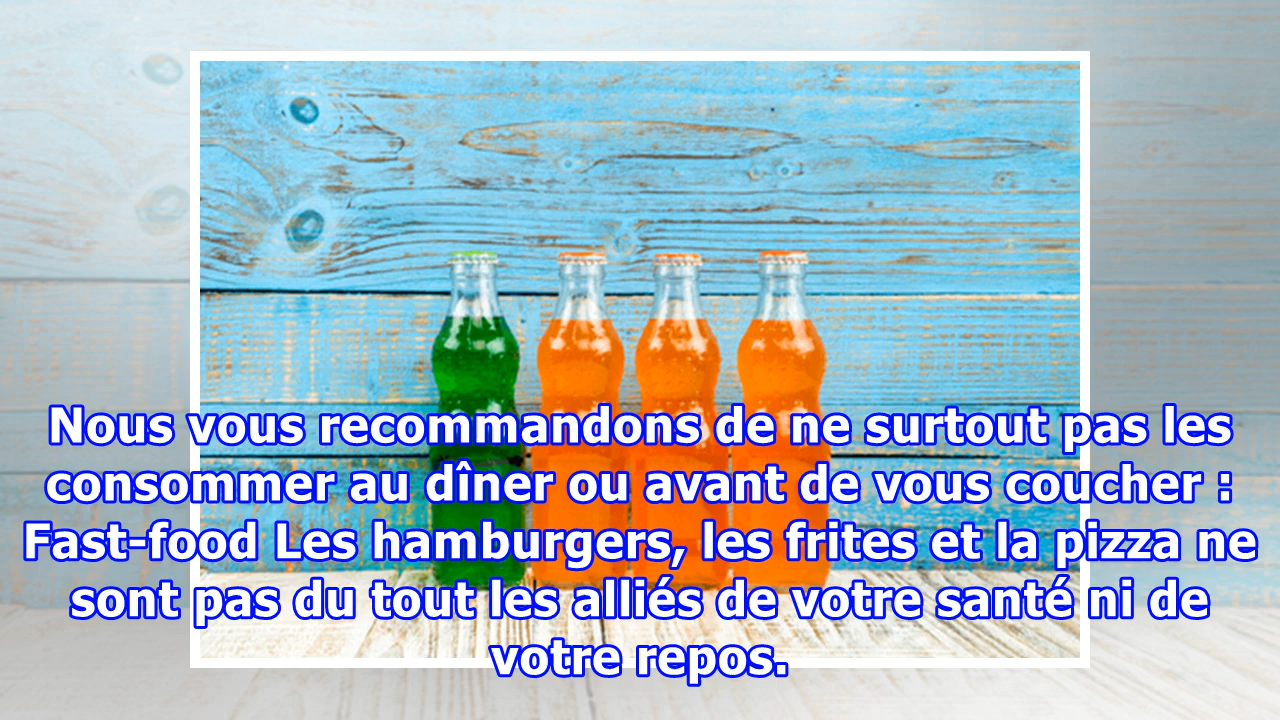 Nous vous recommandons de ne surtout pas les
consommer au dîner ou avant de vous coucher :
Fast-food Les hamburgers, les frites et la pizza ne
sont pas du tout les alliés de votre santé ni de
votre repos.